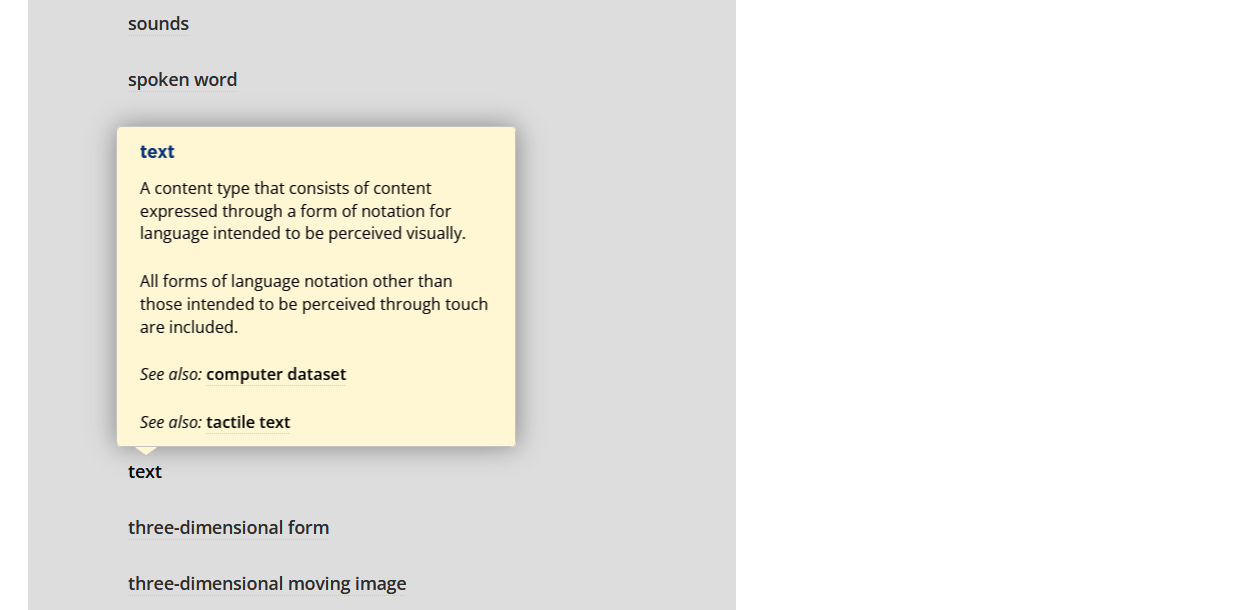 sounds
spoken word
text
A content type that consists of content
expressed through a form of notation for
language intended to be perceived visually.
All forms of language notation other than
those intended to be perceived through touch
are included.
See also: computer dataset
See also: tactile text
text
three-dimensional form
three-dimensional moving image